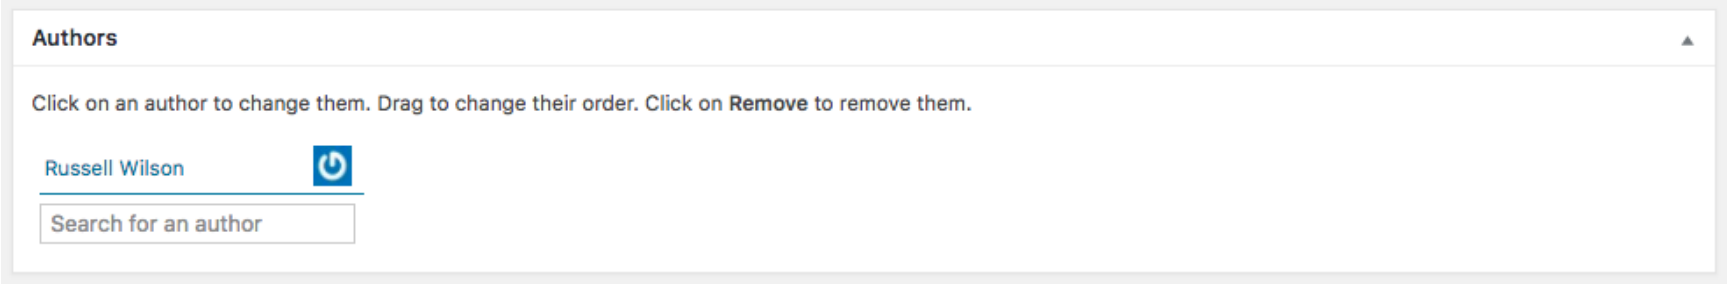 Authors
Click on an author to change them. Drag to change their order. Click on Remove to remove them.
Russell Wilson
Search for an author